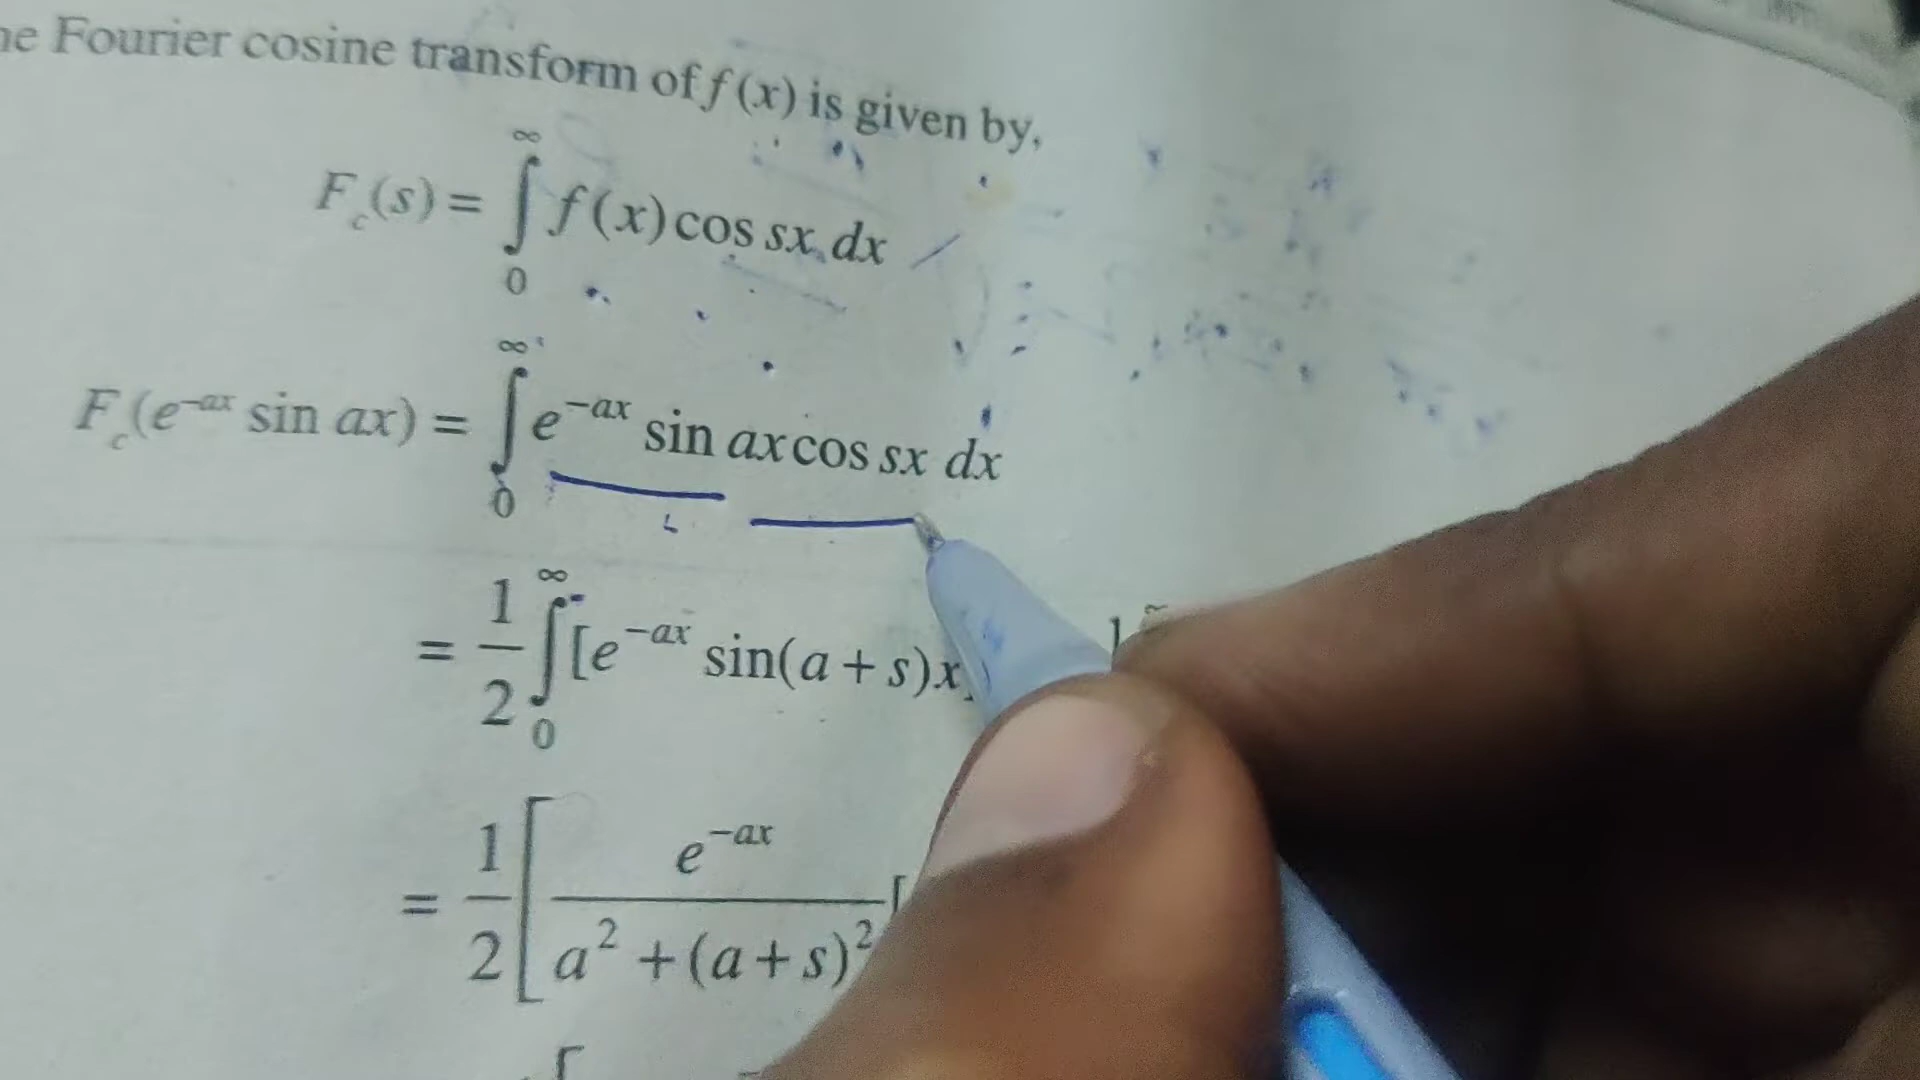 Fourier cosine transform of f(x) is given by,
F_c(s) = ∫_0^∞ f(x) cos sx dx
F_c(e^{-ax} sin ax) = ∫_0^∞ e^{-ax} sin ax cos sx dx
= 1/2 ∫_0^∞ [e^{-ax} sin(a+s)x
= 1/2 [ e^{-ax} / a^2 + (a+s)^2 [